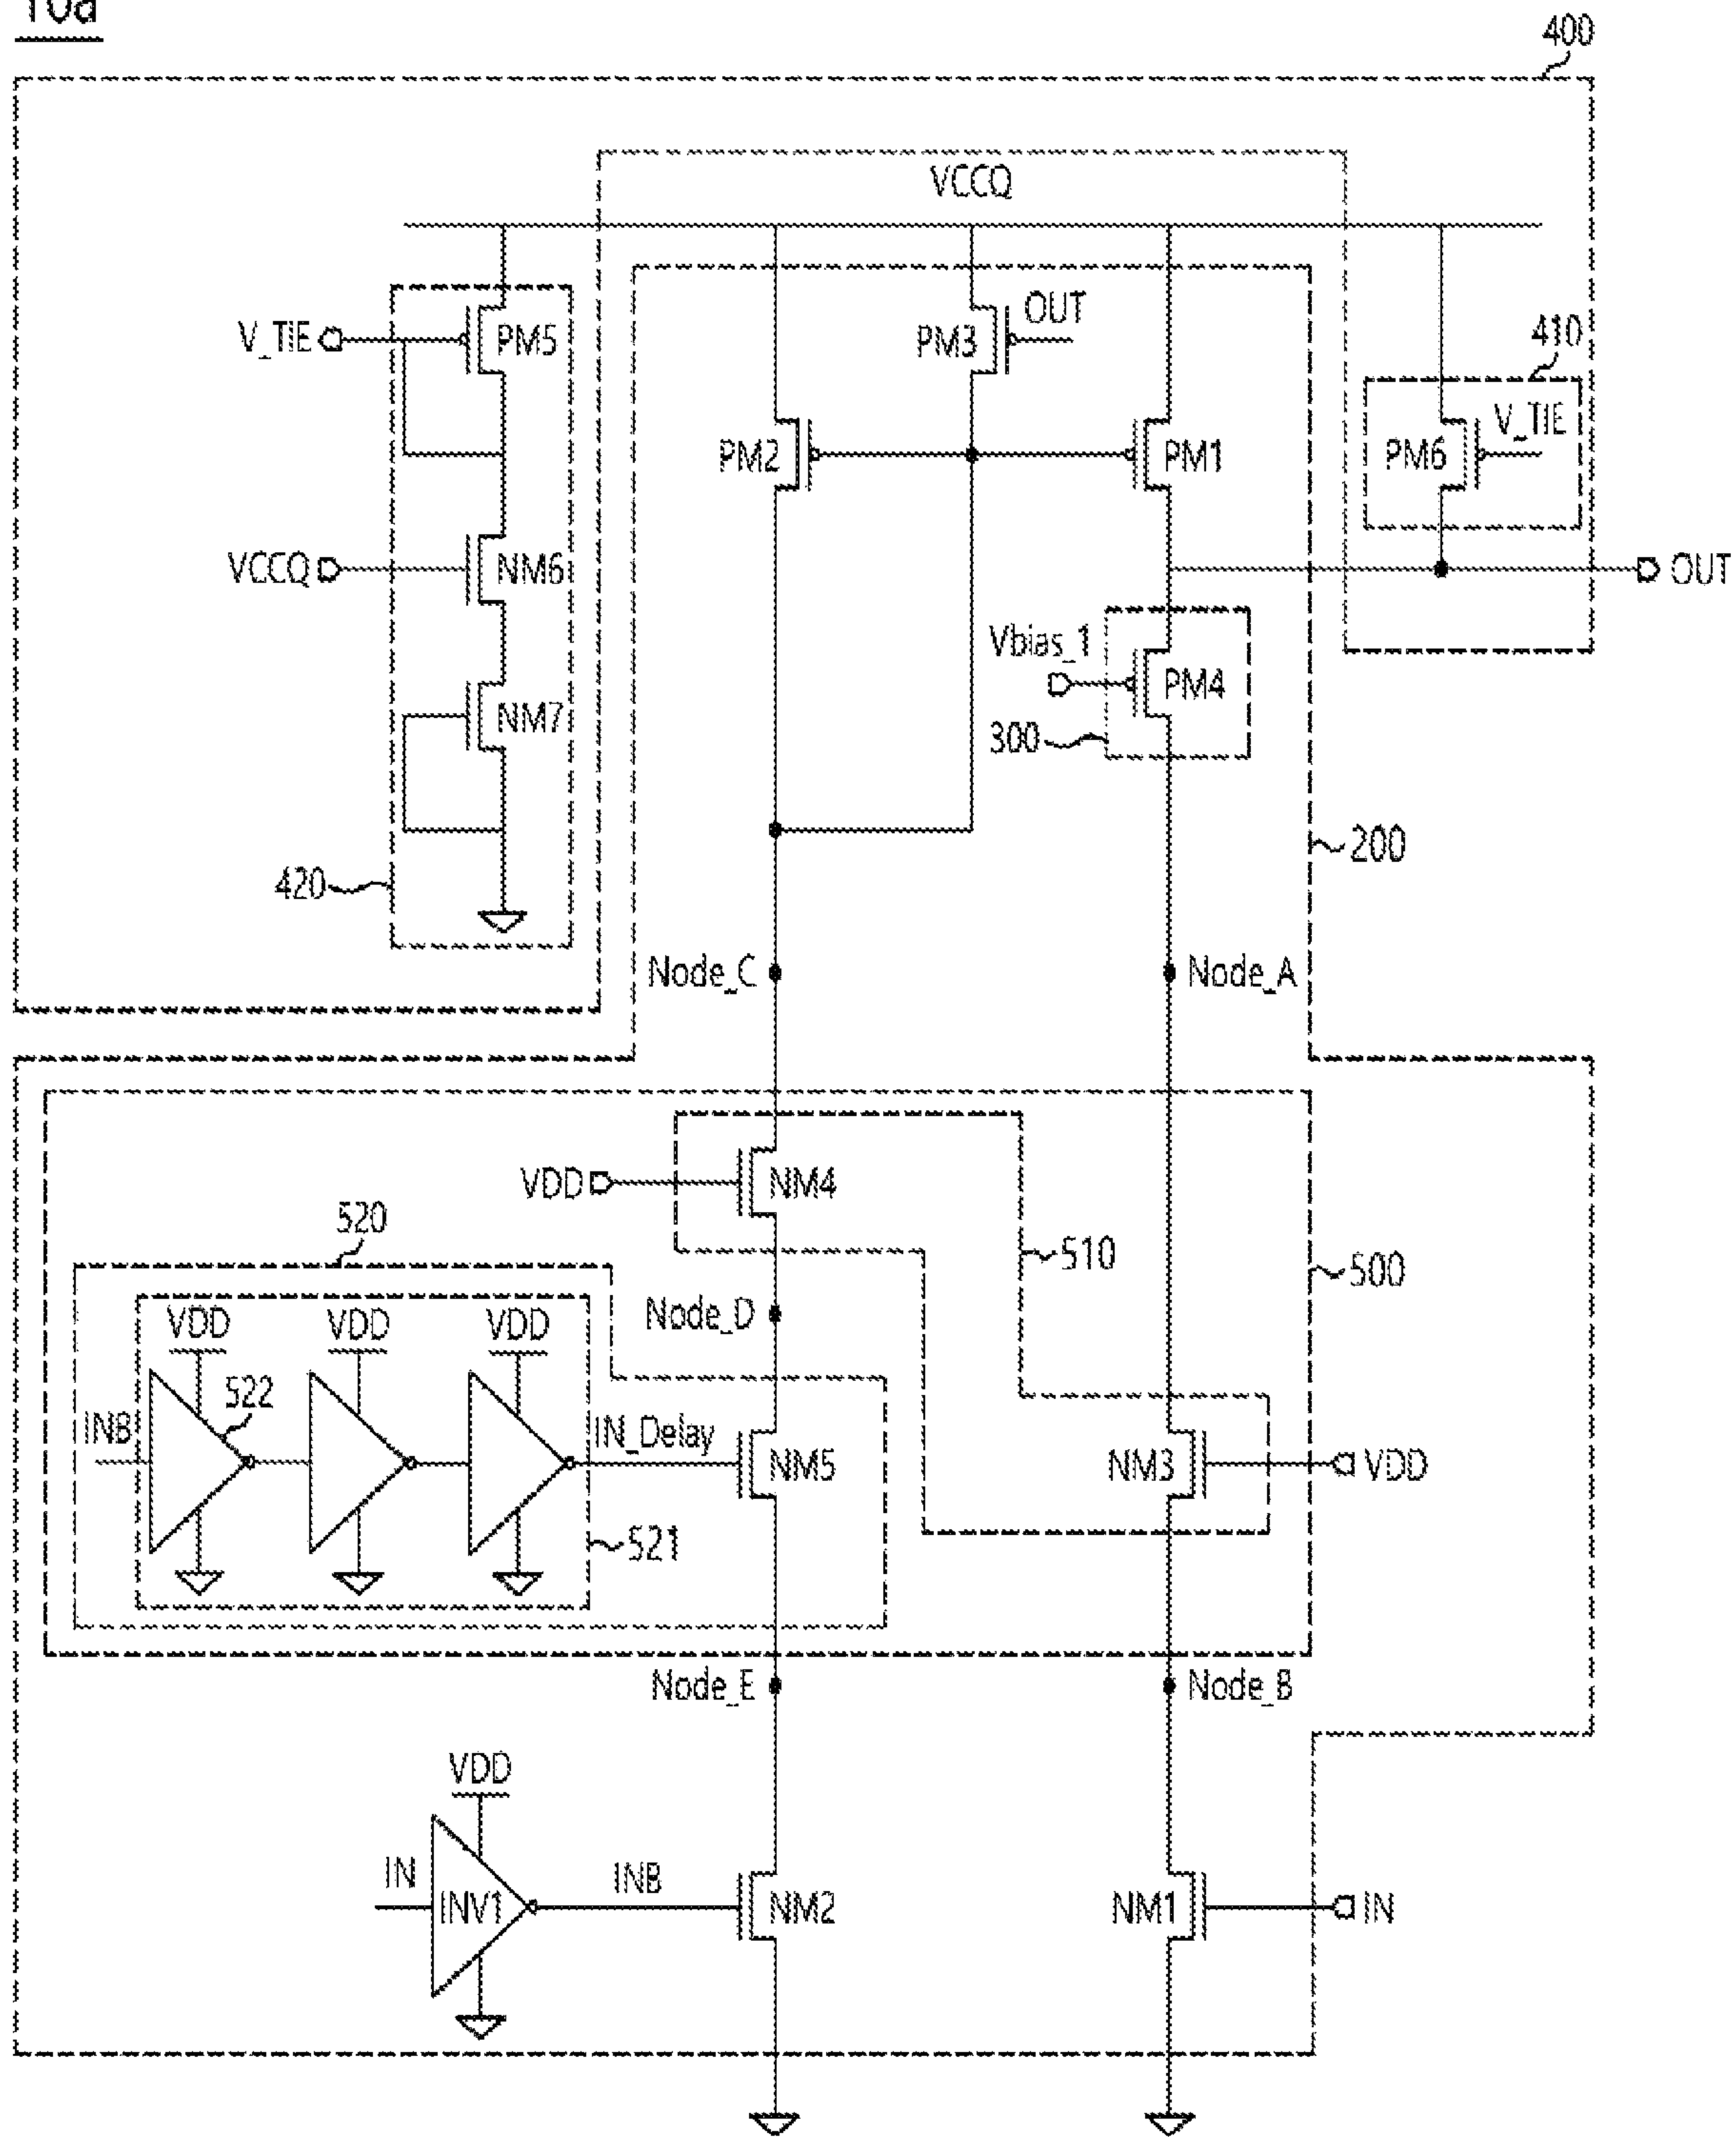 10a
400
VCCQ
V_TIE
PM5
PM3
OUT
410
V_TIE
PM2
PM1
PM6
VCCQ
NM6
OUT
Vbias_1
PM4
NM7
300
200
420
Node_C
Node_A
VDD
NM4
520
510
500
VDD
VDD
VDD
Node_D
522
INB
IN_Delay
NM5
NM3
VDD
521
Node_E
Node_B
VDD
IN
INV1
INB
NM2
NM1
IN